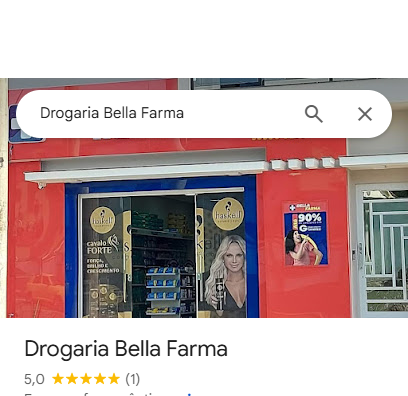 Drogaria Bella Farma
haskell
haskell
cavalo
FORTE
FORÇA,
BRILHO E
CRESCIMENTO
BELLA
FARMA
90%
Drogaria Bella Farma
5,0 (1)